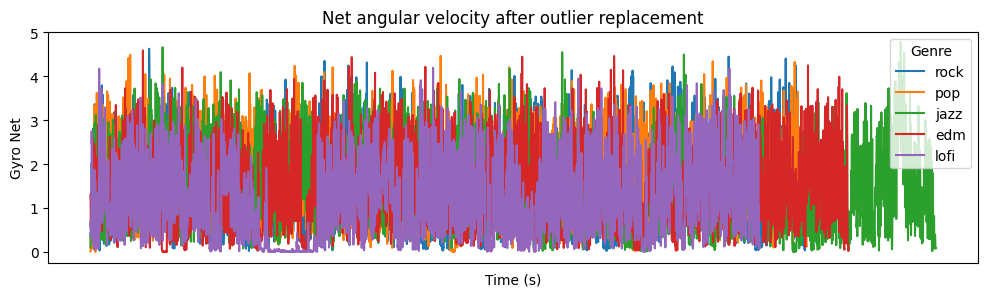 Net angular velocity after outlier replacement
Gyro Net
5
4
3
2
1
0
Time (s)
Genre
rock
pop
jazz
edm
lofi